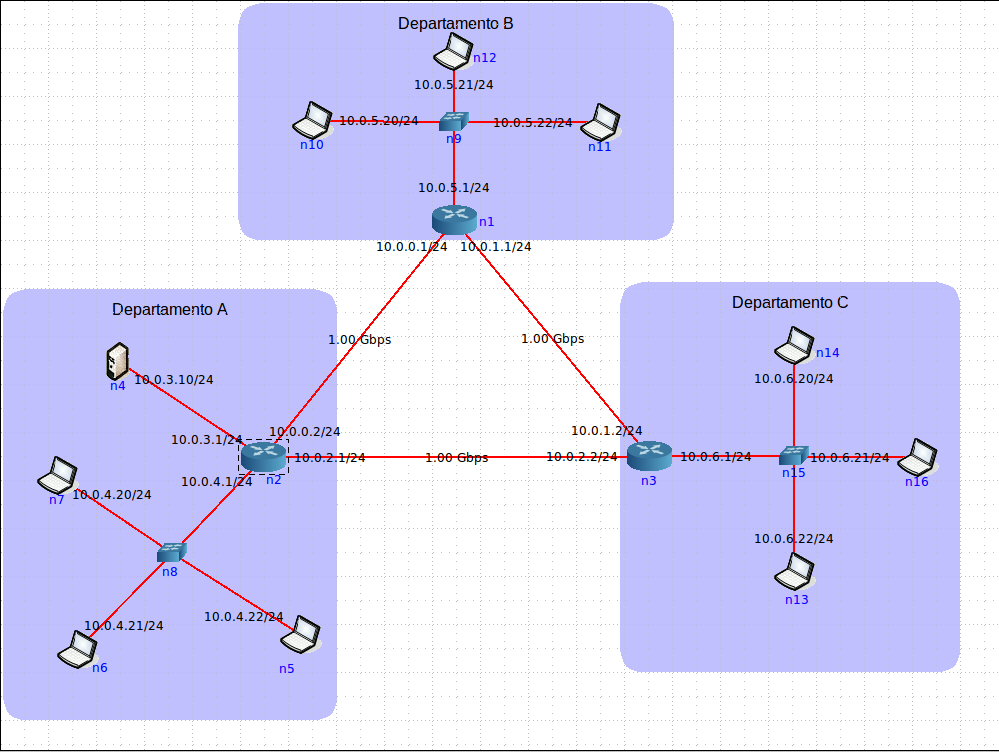 Departamento B
n12
10.0.5.21/24
10.0.5.20/24
10.0.5.22/24
n10
n9
n11
10.0.5.1/24
n1
10.0.0.1/24
10.0.1.1/24
1.00 Gbps
1.00 Gbps
Departamento A
n4
10.0.3.10/24
10.0.3.1/24
10.0.0.2/24
10.0.2.1/24
n2
10.0.4.1/24
n7
10.0.4.20/24
n8
10.0.4.21/24
10.0.4.22/24
n6
n5
1.00 Gbps
Departamento C
n14
10.0.6.20/24
10.0.1.2/24
10.0.2.2/24
n3
10.0.6.1/24
10.0.6.21/24
n15
n16
10.0.6.22/24
n13